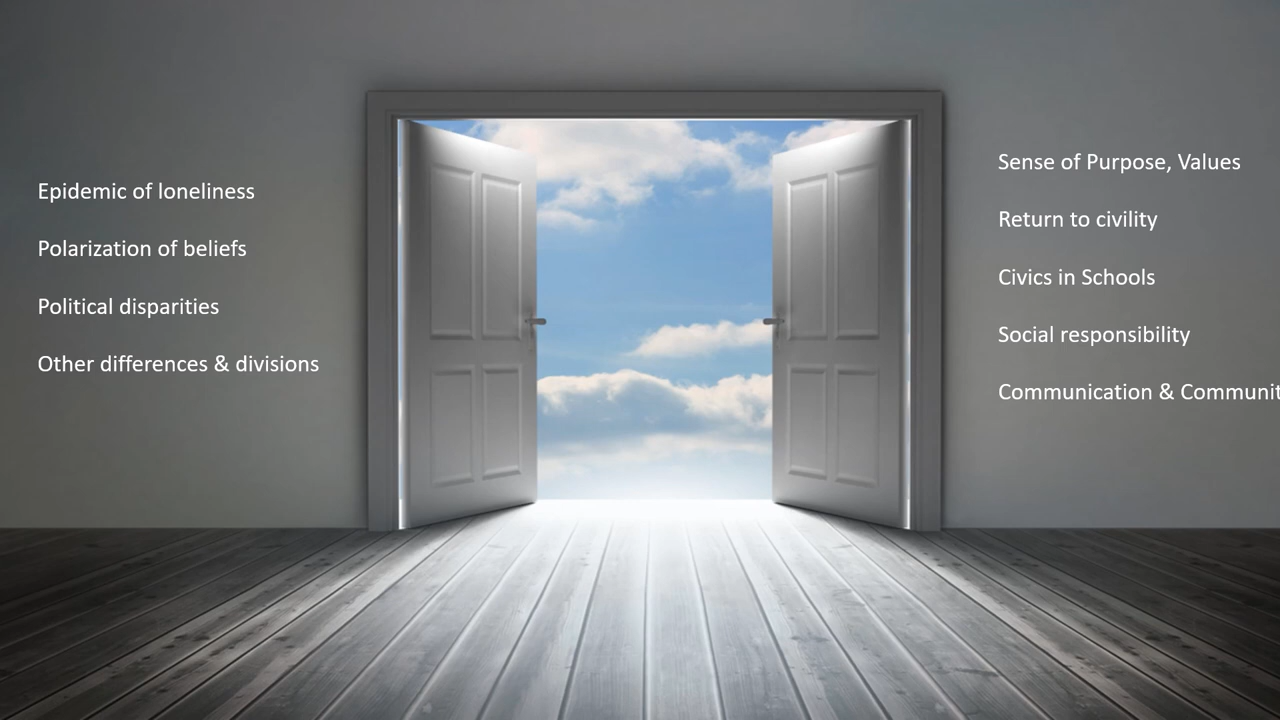 Epidemic of loneliness
Polarization of beliefs
Political disparities
Other differences & divisions
Sense of Purpose, Values
Return to civility
Civics in Schools
Social responsibility
Communication & Communit